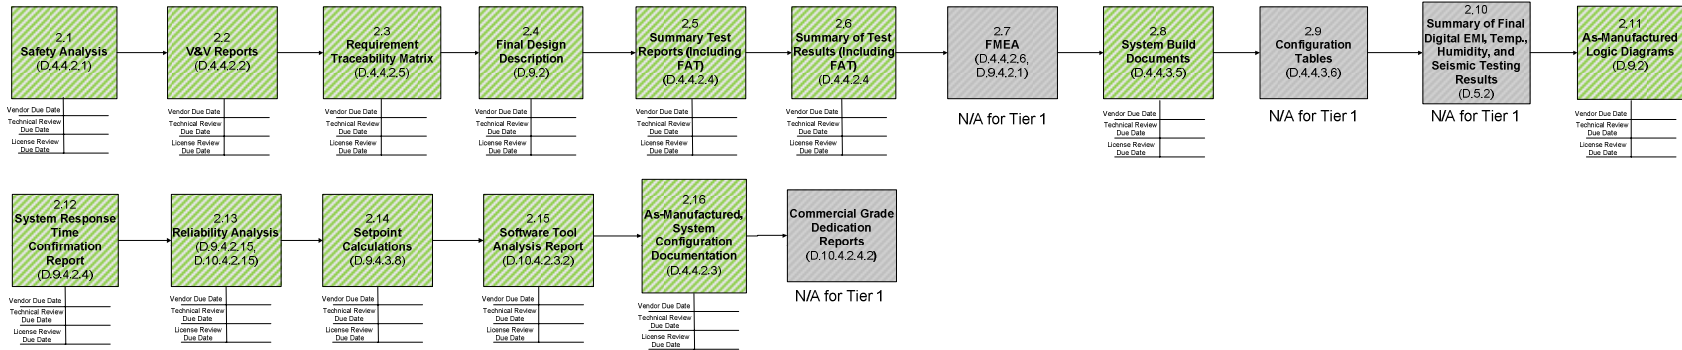 2.1
Safety Analysis
(D.4.4.2.1)
Vendor Due Date
Technical Review
Due Date
License Review
Due Date
2.2
V&V Reports
(D.4.4.2.2)
Vendor Due Date
Technical Review
Due Date
License Review
Due Date
2.3
Requirement
Traceability Matrix
(D.4.4.2.5)
Vendor Due Date
Technical Review
Due Date
License Review
Due Date
2.4
Final Design
Description
(D.9.2)
Vendor Due Date
Technical Review
Due Date
License Review
Due Date
2.5
Summary Test
Reports (Including
FAT)
(D.4.4.2.4)
Vendor Due Date
Technical Review
Due Date
License Review
Due Date
2.6
Summary of Test
Results (Including
FAT)
(D.4.4.2.4
Vendor Due Date
Technical Review
Due Date
License Review
Due Date
2.7
FMEA
(D.4.4.2.6,
D.9.4.2.1)
N/A for Tier 1
2.8
System Build
Documents
(D.4.4.3.5)
Vendor Due Date
Technical Review
Due Date
License Review
Due Date
2.9
Configuration
Tables
(D.4.4.3.6)
N/A for Tier 1
2.10
Summary of Final
Digital EMI, Temp.,
Humidity, and
Seismic Testing
Results
(D.5.2)
N/A for Tier 1
2.11
As-Manufactured
Logic Diagrams
(D.9.2)
Vendor Due Date
Technical Review
Due Date
License Review
Due Date
2.12
System Response
Time
Confirmation
Report
(D.9.4.2.4)
Vendor Due Date
Technical Review
Due Date
License Review
Due Date
2.13
Reliability Analysis
(D.9.4.2.15,
D.10.4.2.15)
Vendor Due Date
Technical Review
Due Date
License Review
Due Date
2.14
Setpoint
Calculations
(D.9.4.3.8)
Vendor Due Date
Technical Review
Due Date
License Review
Due Date
2.15
Software Tool
Analysis Report
(D.10.4.2.3.2)
Vendor Due Date
Technical Review
Due Date
License Review
Due Date
2.16
As-Manufactured,
System
Configuration
Documentation
(D.4.4.2.3)
Vendor Due Date
Technical Review
Due Date
License Review
Due Date
Commercial Grade
Dedication
Reports
(D.10.4.2.4.2)
N/A for Tier 1